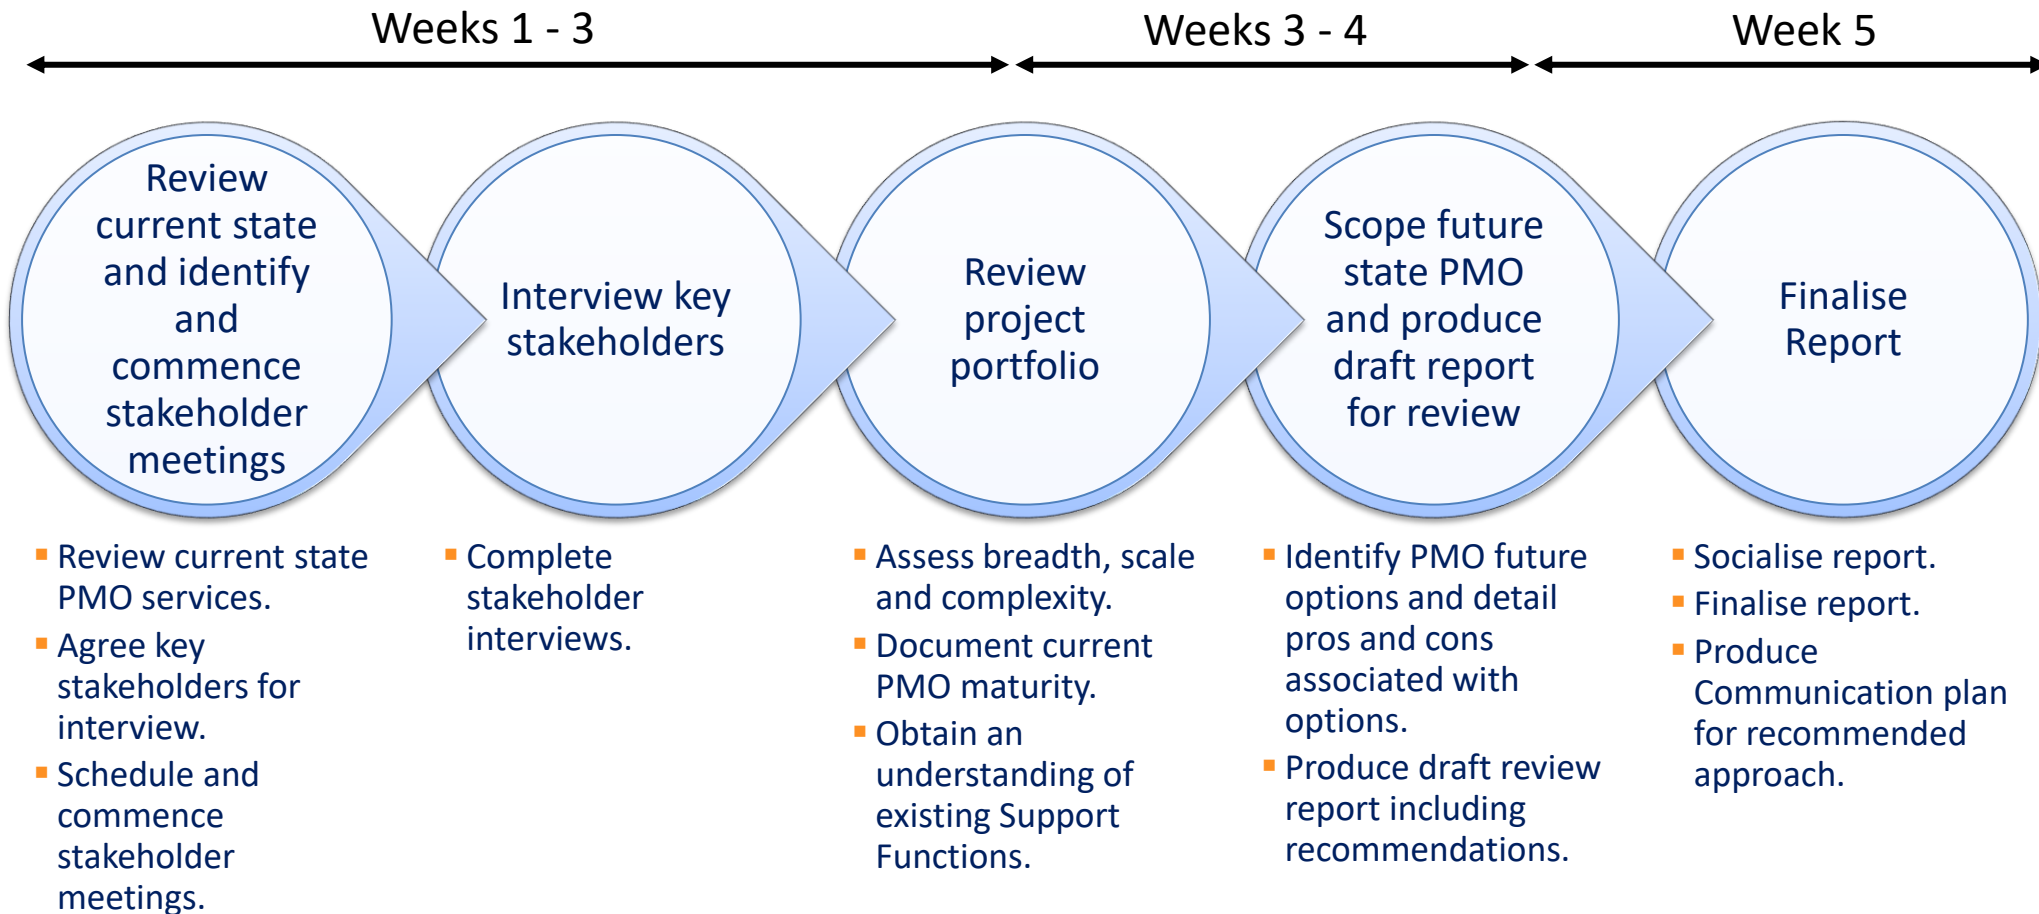 Weeks 1 - 3
Weeks 3 - 4
Week 5
Review
current state
and identify
and
commence
stakeholder
meetings
Interview key
stakeholders
Review
project
portfolio
Scope future
state PMO
and produce
draft report
for review
Finalise
Report
Review current state
PMO services.
Agree key
stakeholders for
interview.
Schedule and
commence
stakeholder
meetings.
Complete
stakeholder
interviews.
Assess breadth, scale
and complexity.
Document current
PMO maturity.
Obtain an
understanding of
existing Support
Functions.
Identify PMO future
options and detail
pros and cons
associated with
options.
Produce draft review
report including
recommendations.
Socialise report.
Finalise report.
Produce
Communication plan
for recommended
approach.